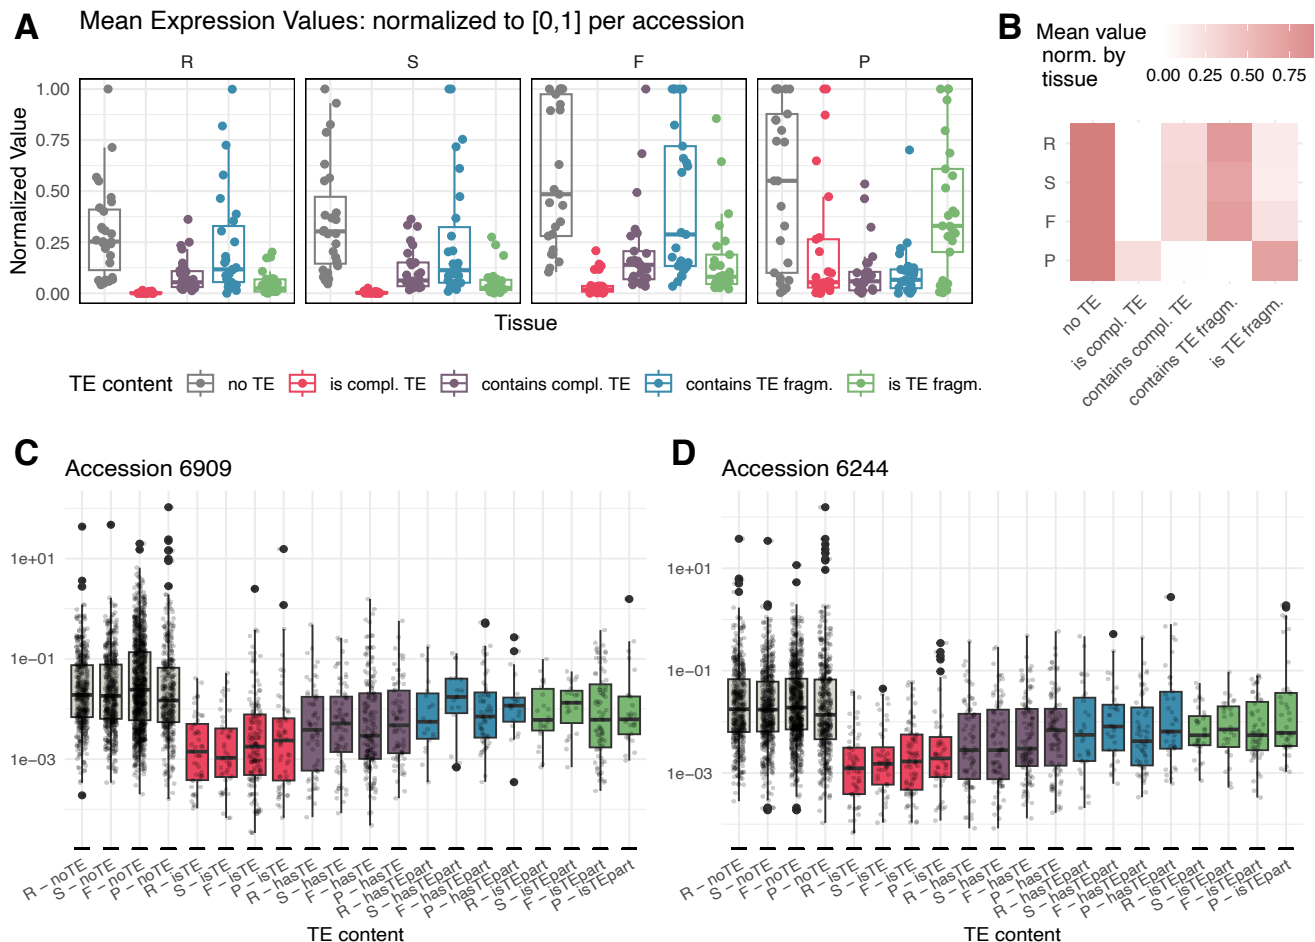 A
Mean Expression Values: normalized to [0,1] per accession
R S F P
Normalized Value
1.00
0.75
0.50
0.25
0.00
Tissue
TE content no TE is compl. TE contains compl. TE contains TE fragm. is TE fragm.
B
Mean value
norm. by
tissue
0.00 0.25 0.50 0.75
R
S
F
P
no TE
is compl. TE
contains compl. TE
contains TE fragm.
is TE fragm.
C
Accession 6909
1e+01
1e−01
1e−03
R − noTE
S − noTE
F − noTE
P − noTE
R − isTE
S − isTE
F − isTE
P − isTE
R − hasTE
S − hasTE
F − hasTE
P − hasTE
R − hasTEpart
S − hasTEpart
F − hasTEpart
P − hasTEpart
R − isTEpart
S − isTEpart
F − isTEpart
P − isTEpart
TE content
D
Accession 6244
1e+01
1e−01
1e−03
R − noTE
S − noTE
F − noTE
P − noTE
R − isTE
S − isTE
F − isTE
P − isTE
R − hasTE
S − hasTE
F − hasTE
P − hasTE
R − hasTEpart
S − hasTEpart
F − hasTEpart
P − hasTEpart
R − isTEpart
S − isTEpart
F − isTEpart
P − isTEpart
TE content